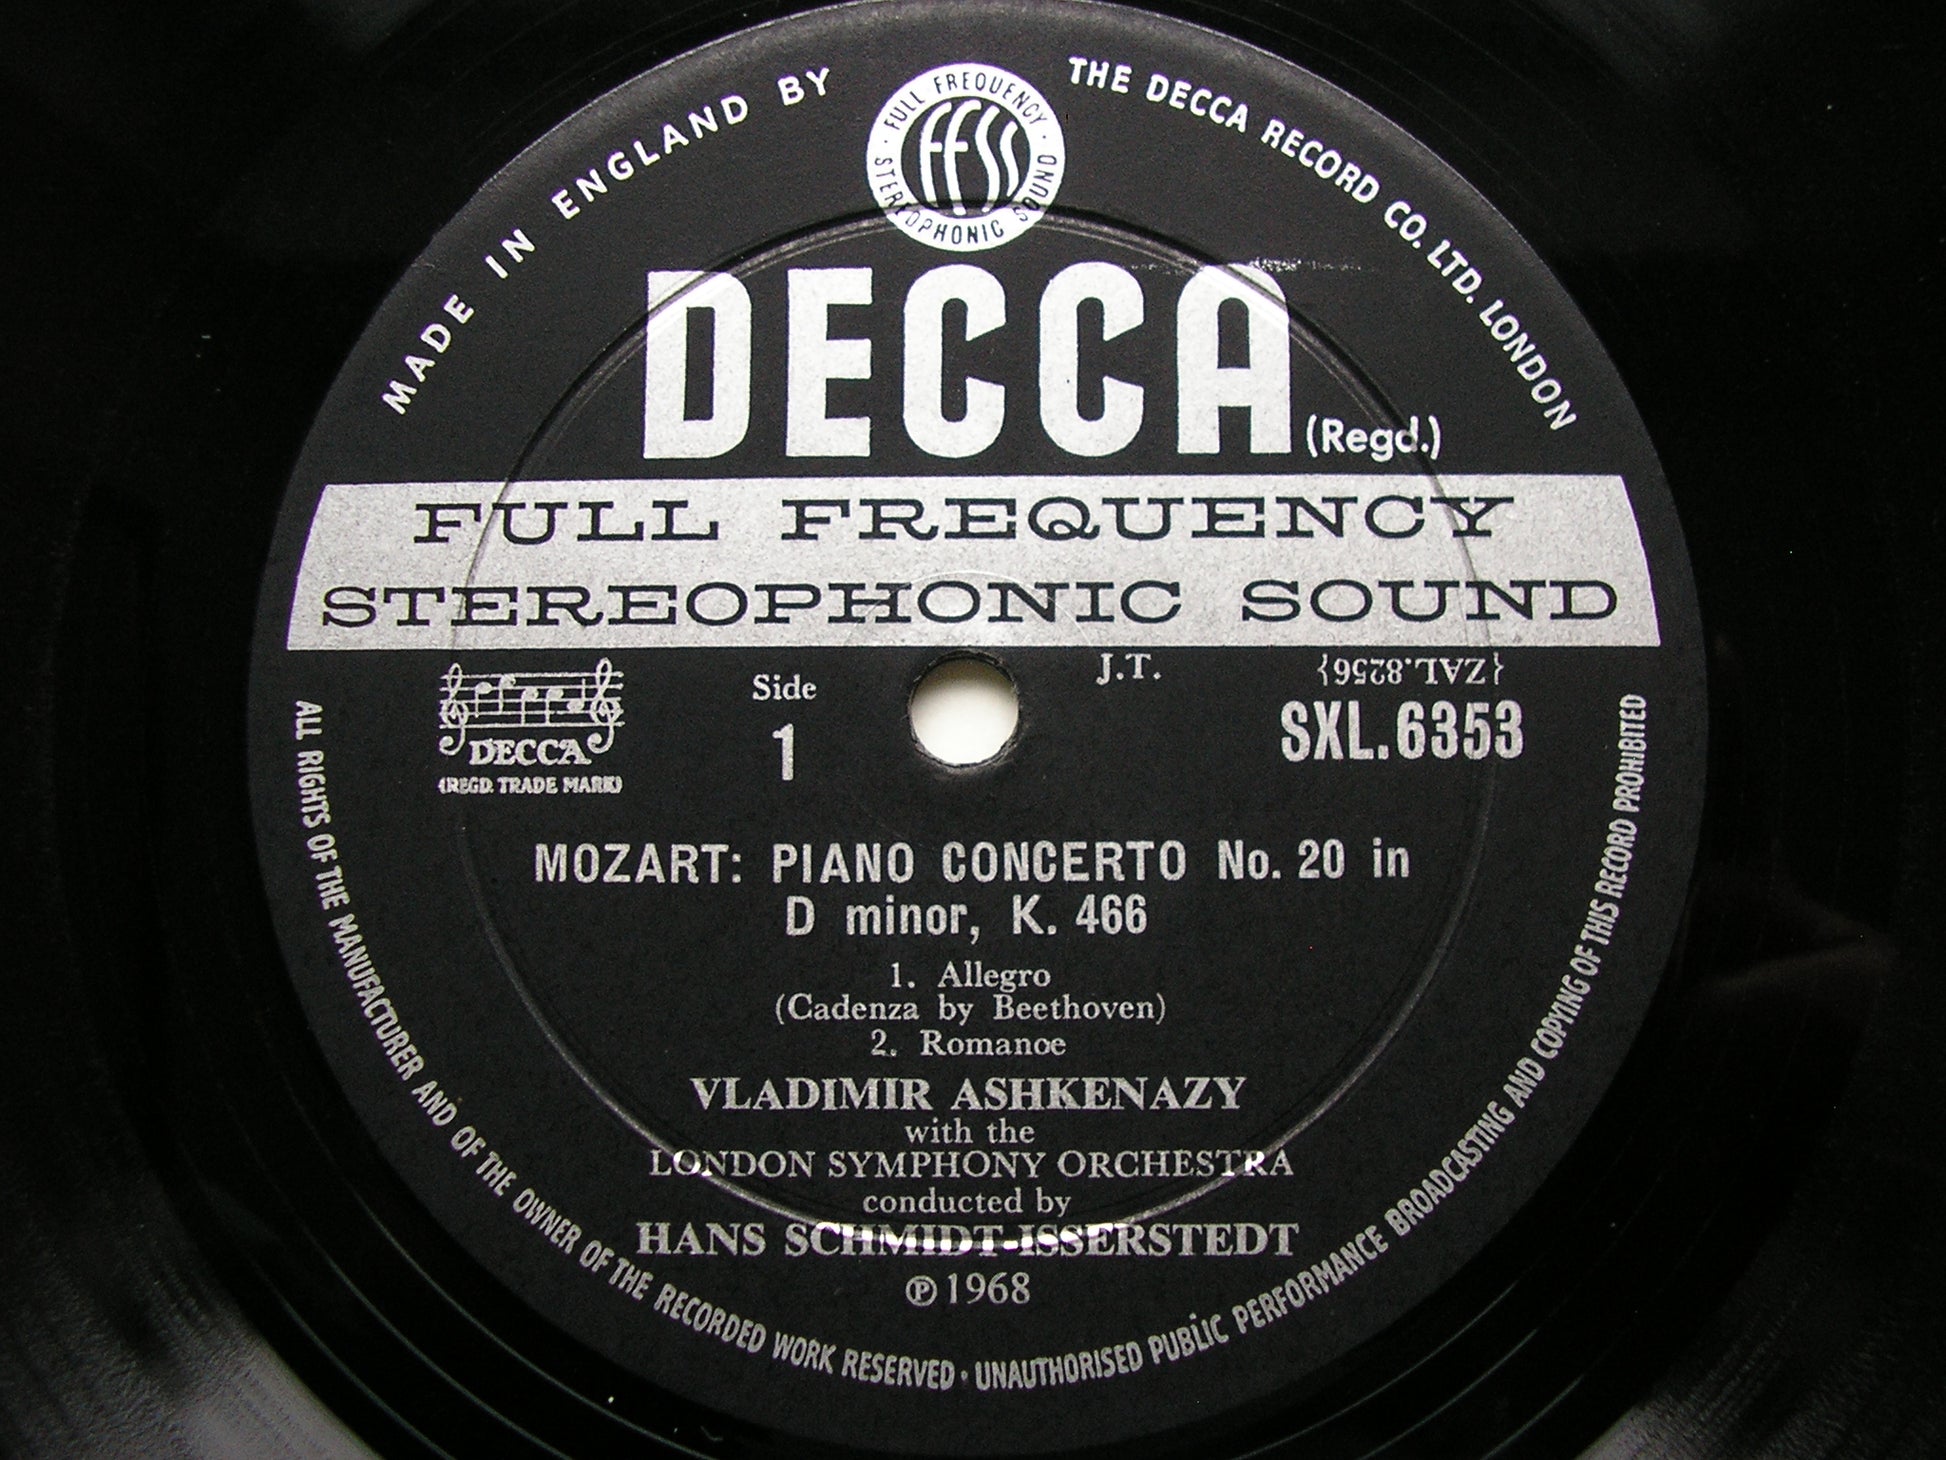 MADE IN ENGLAND BY
THE DECCA RECORD CO. LTD. LONDON
· FULL FREQUENCY ·
STEREOPHONIC SOUND
FFSS
DECCA (Regd.)
FULL FREQUENCY
STEREOPHONIC SOUND
DECCA
(REGD. TRADE MARK)
Side
1
J.T.
{ZAL.8256}
SXL.6353
MOZART: PIANO CONCERTO No. 20 in
D minor, K. 466
1. Allegro
(Cadenza by Beethoven)
2. Romanoe
VLADIMIR ASHKENAZY
with the
LONDON SYMPHONY ORCHESTRA
conducted by
HANS SCHMIDT-ISSERSTEDT
℗ 1968
ALL RIGHTS OF THE MANUFACTURER AND OF THE OWNER OF THE RECORDED WORK RESERVED · UNAUTHORISED PUBLIC PERFORMANCE BROADCASTING AND COPYING OF THIS RECORD PROHIBITED